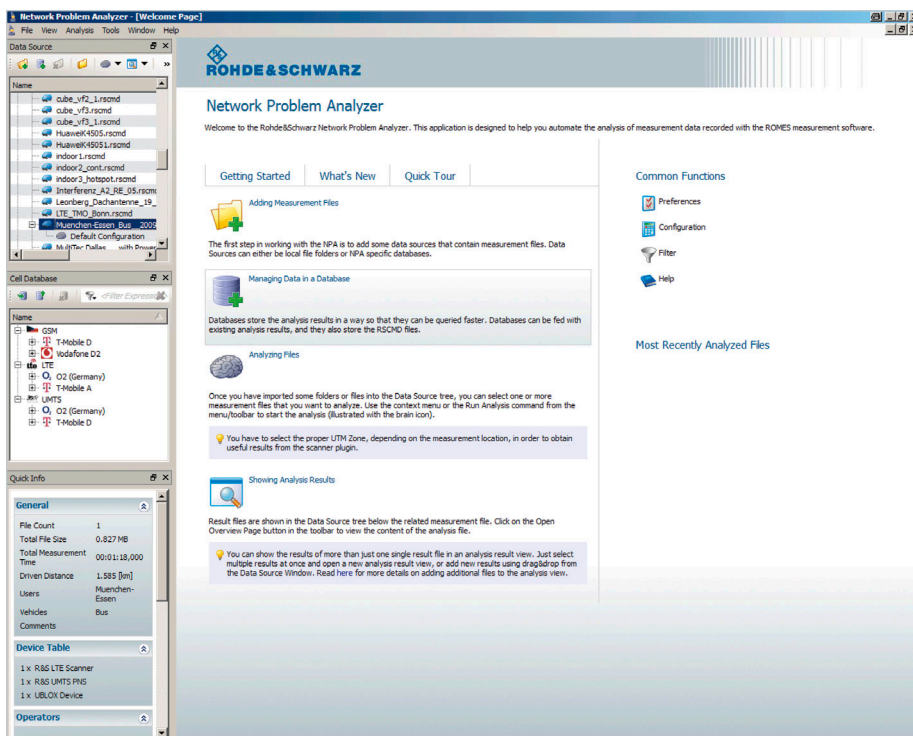 Network Problem Analyzer - [Welcome Page]
File View Analysis Tools Window Help
Data Source
Name
cube_vf2_1.rscmd
cube_vf3.rscmd
cube_vf3_1.rscmd
HuaweiK4505.rscmd
HuaweiK45051.rscmd
indoor1.rscmd
indoor2_cont.rscmd
indoor3_hotspot.rscmd
Interferenz_A2_RE_05.rscmd
Leonberg_Dachantenne_19_
LTE_TMO_Bonn.rscmd
Muenchen-Essen_Bus__2009
Default Configuration
MultiTec Dallas with Power
Cell Database
<Filter Expression
Name
GSM
T-Mobile D
Vodafone D2
LTE
O2 (Germany)
T-Mobile A
UMTS
O2 (Germany)
T-Mobile D
Quick Info
General
File Count 1
Total File Size 0.827 MB
Total Measurement Time 00:01:18,000
Driven Distance 1.585 [km]
Users Muenchen-Essen
Vehicles Bus
Comments
Device Table
1 x R&S LTE Scanner
1 x R&S UMTS PNS
1 x UBLOX Device
Operators
ROHDE&SCHWARZ
Network Problem Analyzer
Welcome to the Rohde&Schwarz Network Problem Analyzer. This application is designed to help you automate the analysis of measurement data recorded with the ROMES measurement software.
Getting Started What's New Quick Tour
Adding Measurement Files
The first step in working with the NPA is to add some data sources that contain measurement files. Data
Sources can either be local file folders or NPA specific databases.
Managing Data in a Database
Databases store the analysis results in a way so that they can be queried faster. Databases can be fed with
existing analysis results, and they also store the RSCMD files.
Analyzing Files
Once you have imported some folders or files into the Data Source tree, you can select one or more
measurement files that you want to analyze. Use the context menu or the Run Analysis command from the
menu/toolbar to start the analysis (illustrated with the brain icon).
You have to select the proper UTM Zone, depending on the measurement location, in order to obtain
useful results from the scanner plugin.
Showing Analysis Results
Result files are shown in the Data Source tree below the related measurement file. Click on the Open
Overview Page button in the toolbar to view the content of the analysis file.
You can show the results of more than just one single result file in an analysis result view. Just select
multiple results at once and open a new analysis result view, or add new results using drag&drop from
the Data Source Window. Read here for more details on adding additional files to the analysis view.
Common Functions
Preferences
Configuration
Filter
Help
Most Recently Analyzed Files